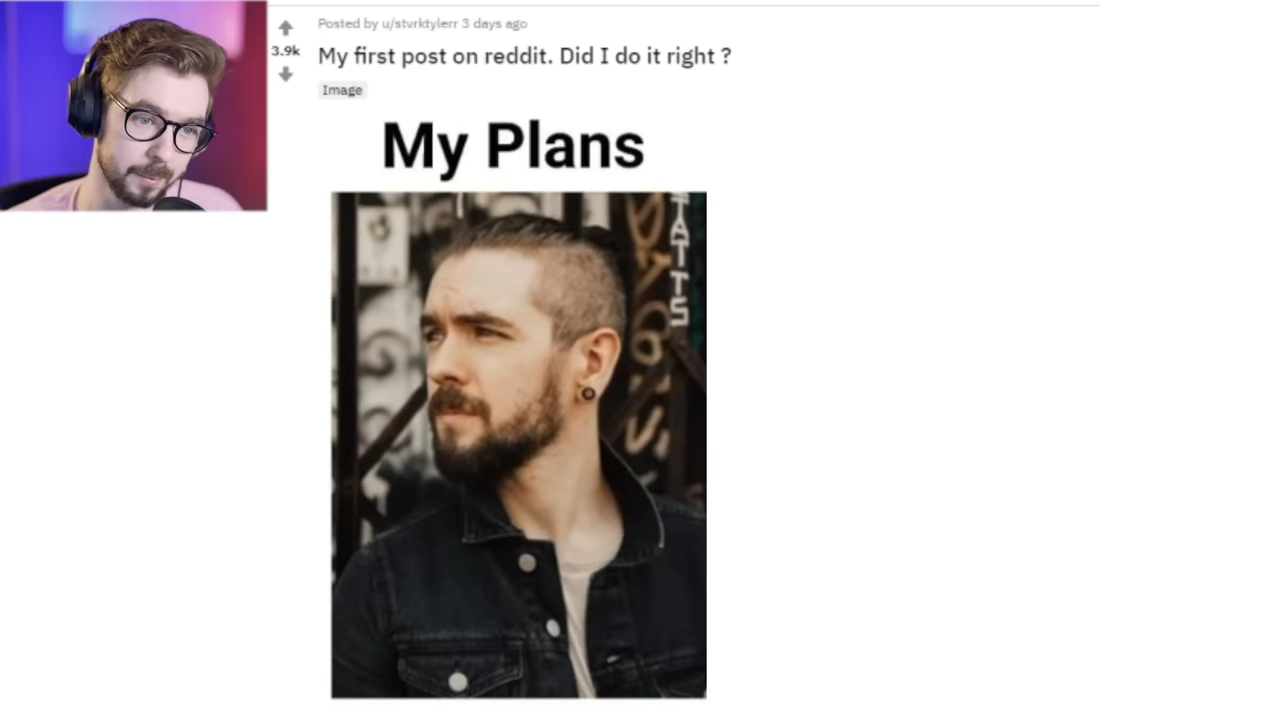 Posted by u/stvrktylerr 3 days ago
3.9k
My first post on reddit. Did I do it right ?
Image
My Plans
TATTS